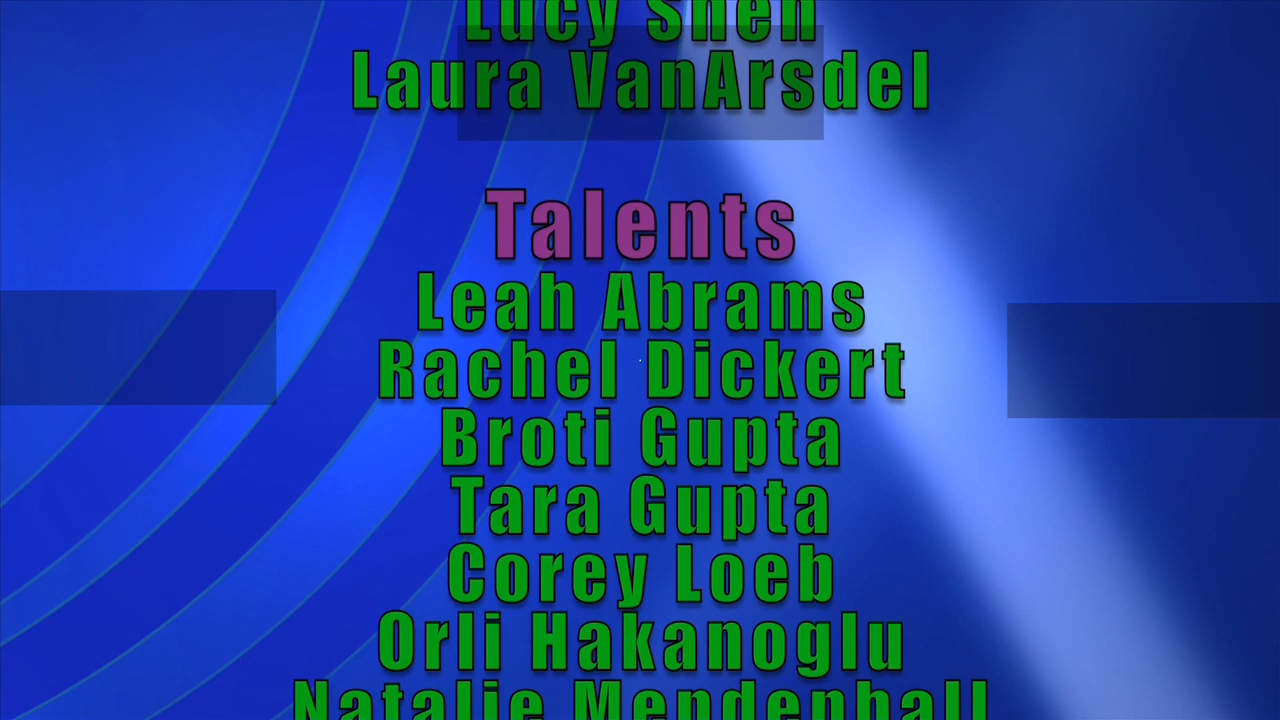 Lucy Shen
Laura VanArsdel
Talents
Leah Abrams
Rachel Dickert
Broti Gupta
Tara Gupta
Corey Loeb
Orli Hakanoglu
Natalie Mendenhall